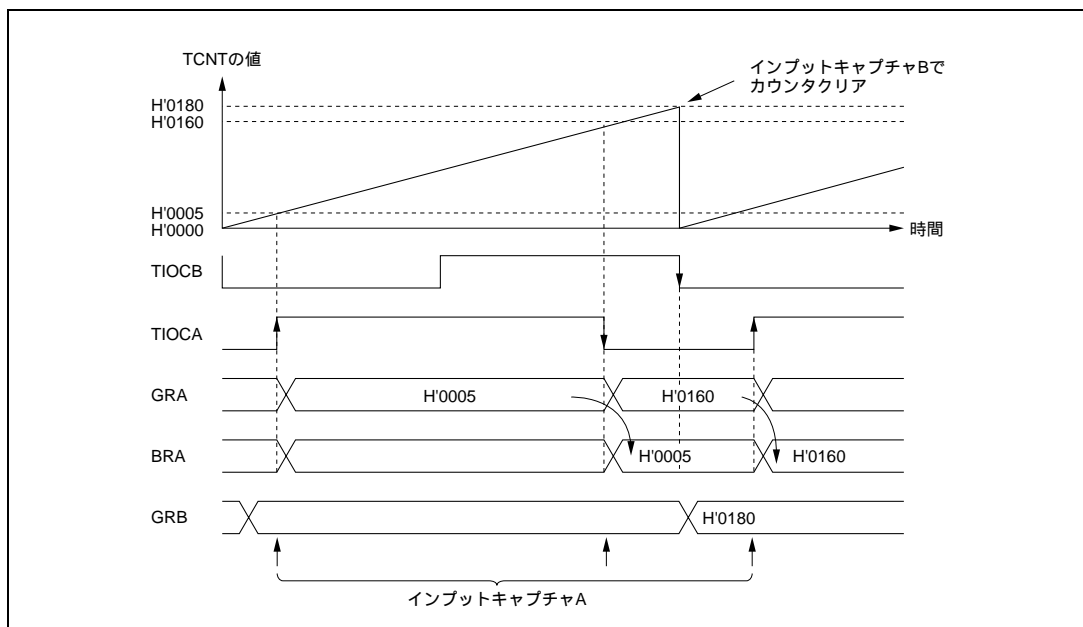 TCNTの値
インプットキャプチャBで
カウンタクリア
H'0180
H'0160
H'0005
H'0000
時間
TIOCB
TIOCA
GRA
H'0005
H'0160
BRA
H'0005
H'0160
GRB
H'0180
インプットキャプチャA